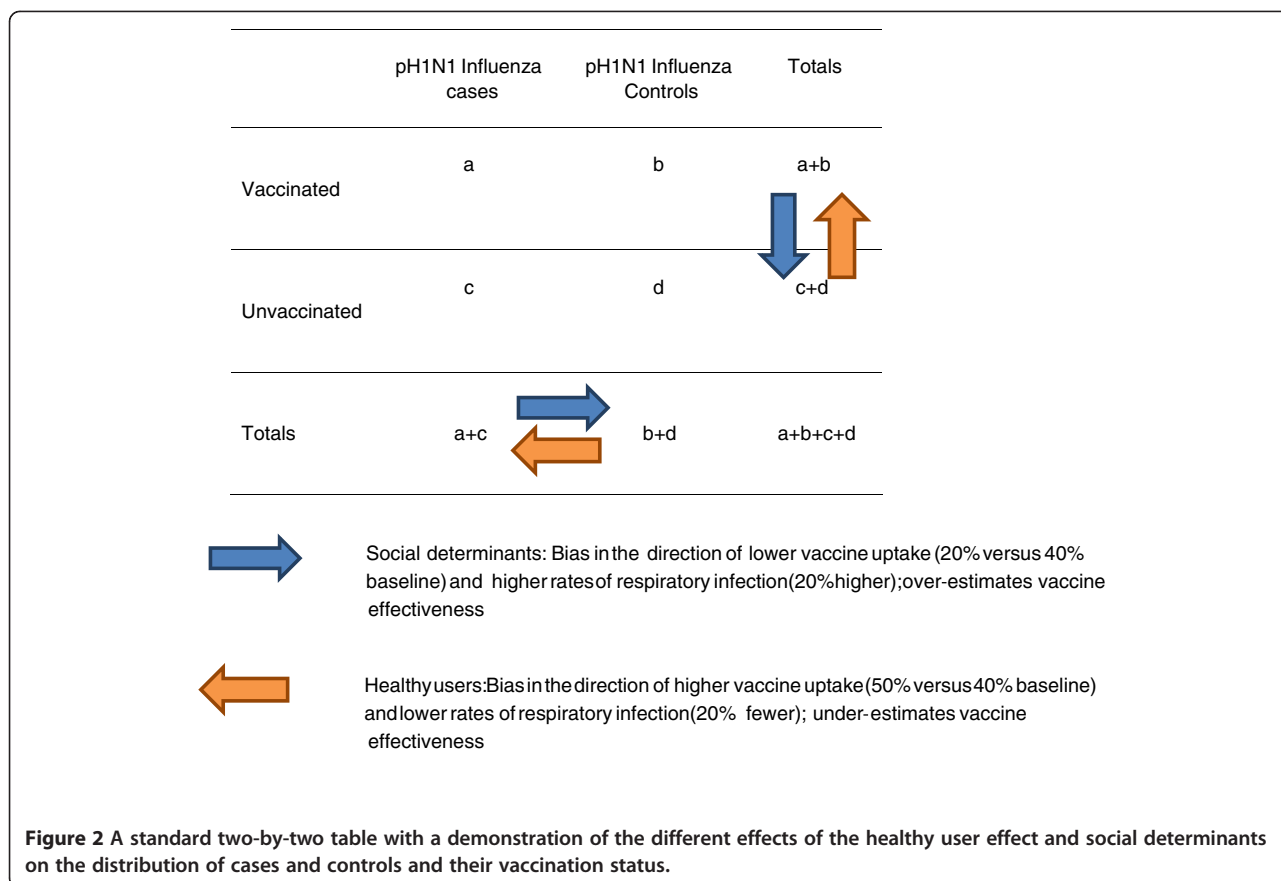 pH1N1 Influenza cases
pH1N1 Influenza Controls
Totals
Vaccinated
a
b
a+b
Unvaccinated
c
d
c+d
Totals
a+c
b+d
a+b+c+d
Social determinants: Bias in the direction of lower vaccine uptake (20% versus 40%
baseline) and higher rates of respiratory infection(20% higher);over-estimates vaccine
effectiveness
Healthy users:Bias in the direction of higher vaccine uptake (50% versus 40% baseline)
and lower rates of respiratory infection(20% fewer); under-estimates vaccine
effectiveness
Figure 2 A standard two-by-two table with a demonstration of the different effects of the healthy user effect and social determinants
on the distribution of cases and controls and their vaccination status.